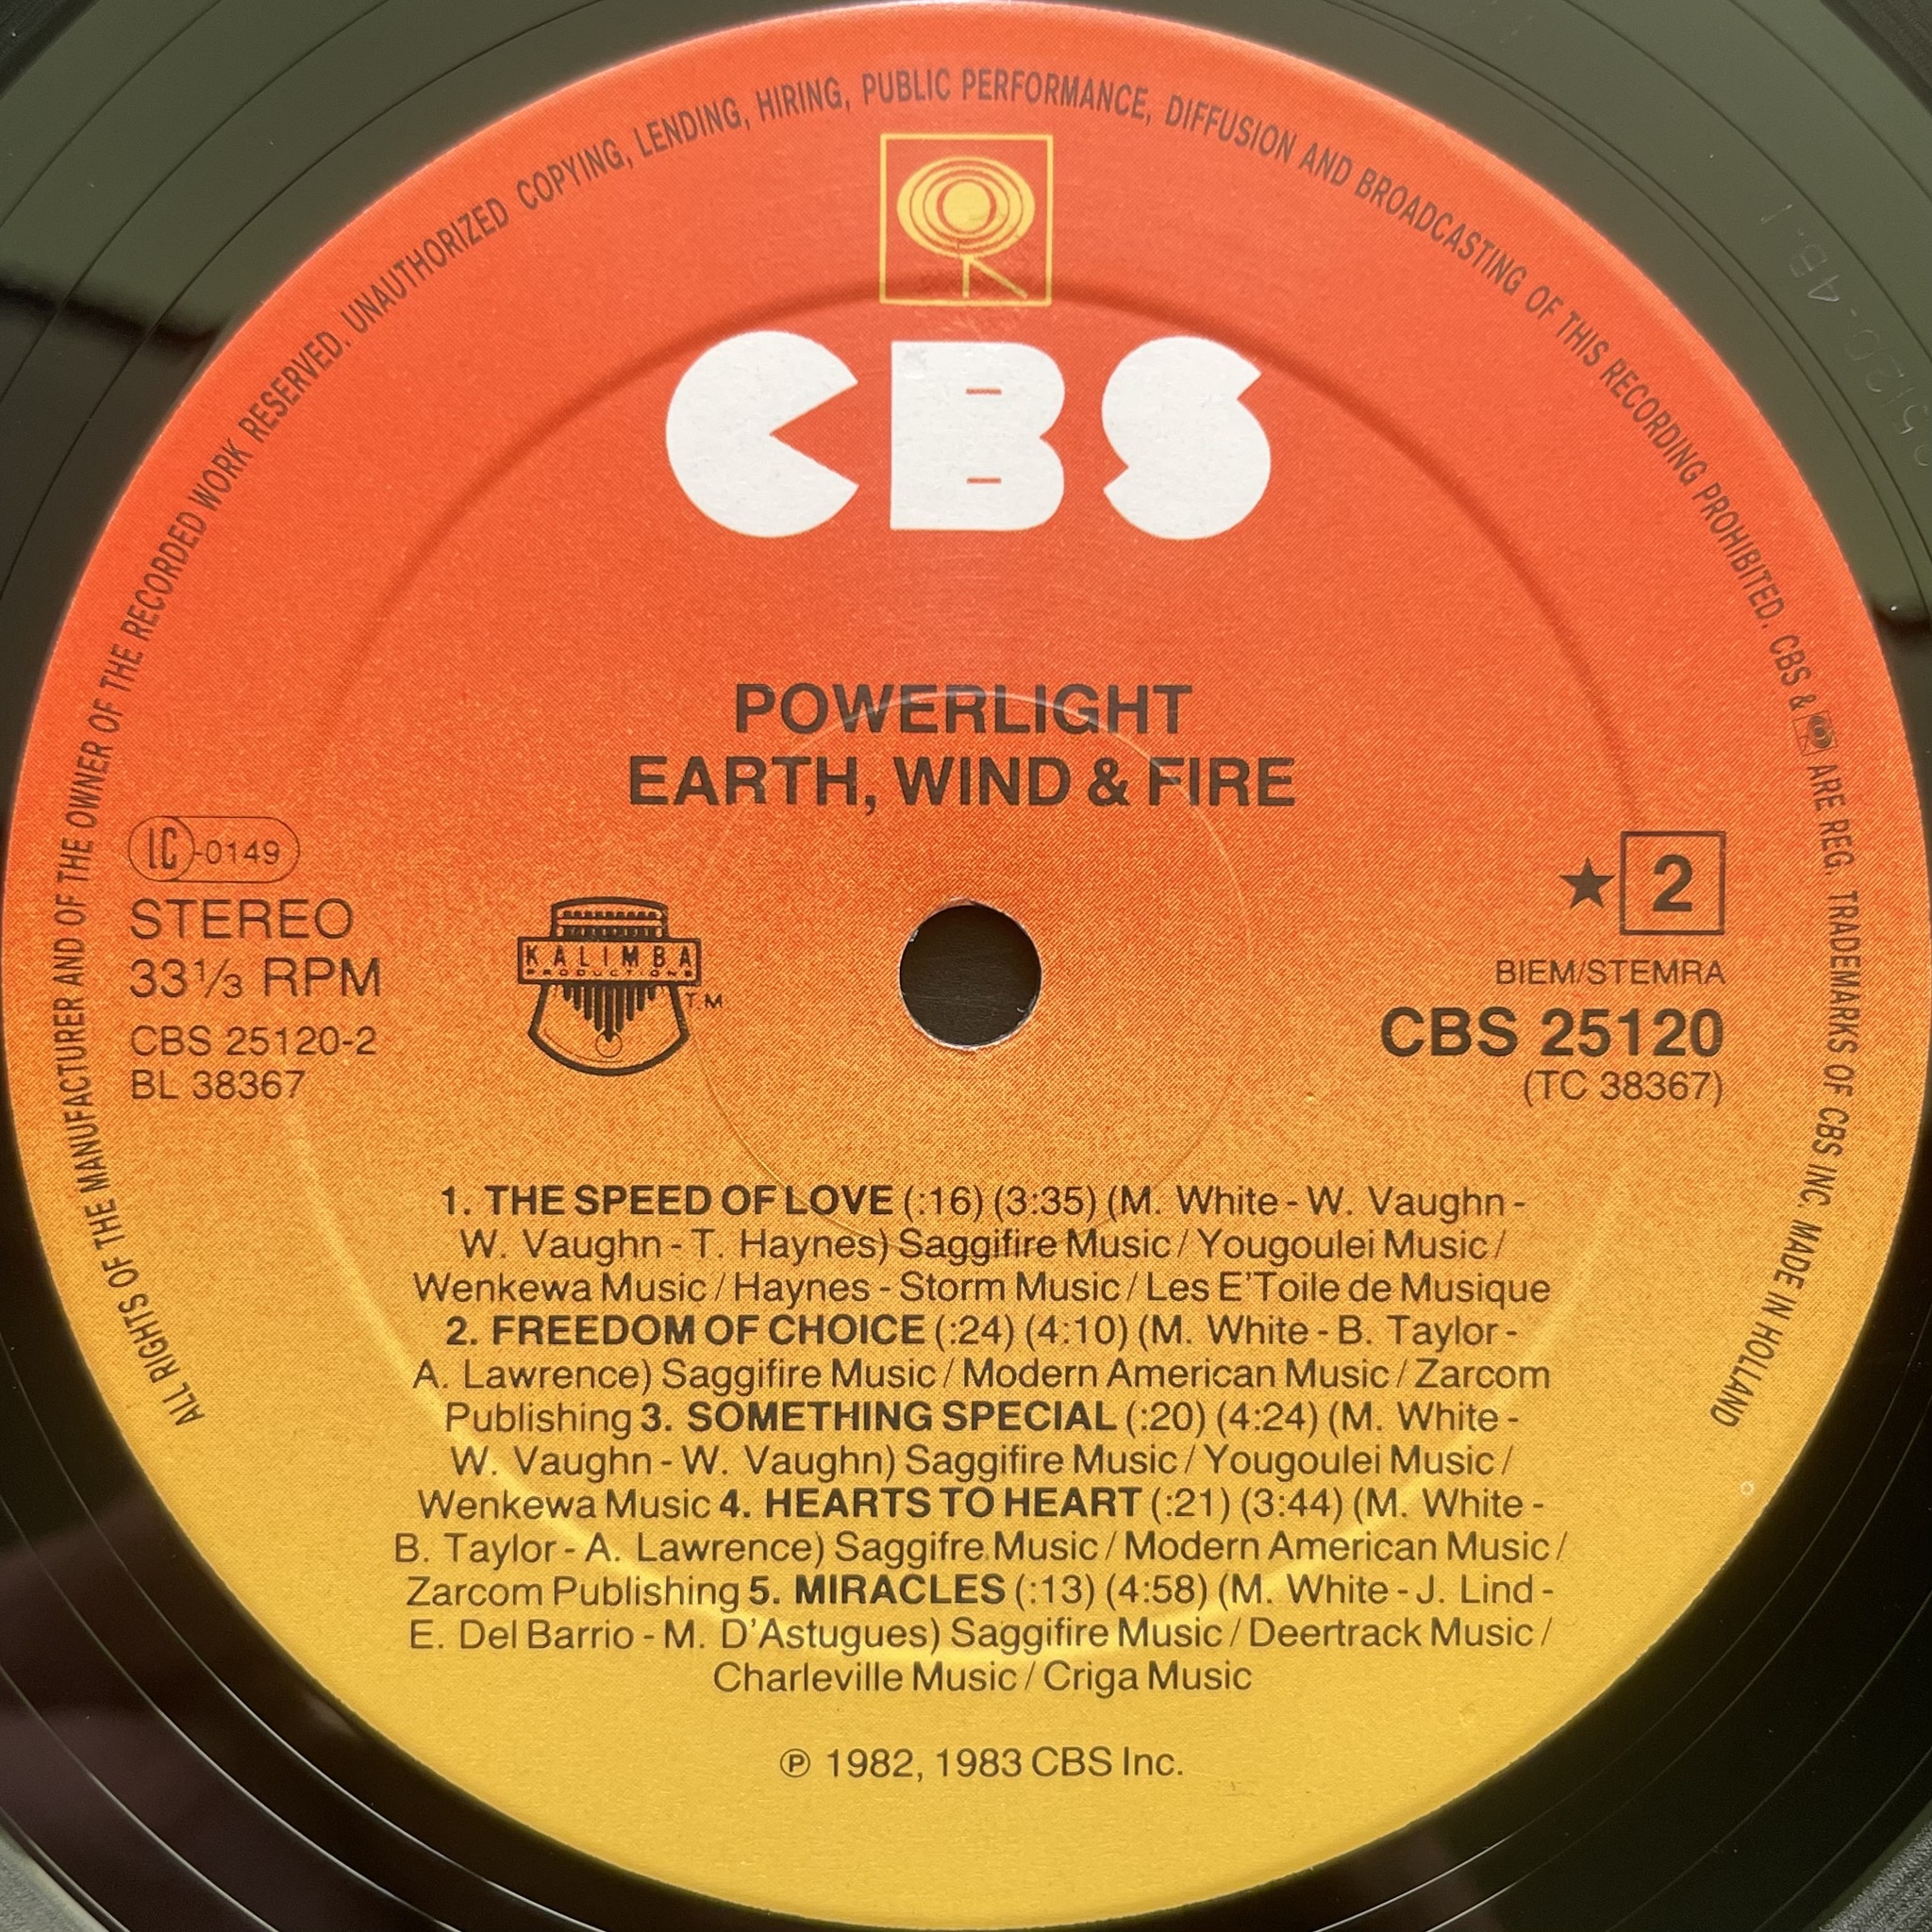 ALL RIGHTS OF THE MANUFACTURER AND OF THE OWNER OF THE RECORDED WORK RESERVED. UNAUTHORIZED COPYING, LENDING, HIRING, PUBLIC PERFORMANCE, DIFFUSION AND BROADCASTING OF THIS RECORDING PROHIBITED. CBS & ARE REG. TRADEMARKS OF CBS INC. MADE IN HOLLAND
CBS
POWERLIGHT
EARTH, WIND & FIRE
LC-0149
STEREO
33⅓ RPM
CBS 25120-2
BL 38367
KALIMBA
PRODUCTIONS
T.M
★ 2
BIEM/STEMRA
CBS 25120
(TC 38367)
1. THE SPEED OF LOVE (:16) (3:35) (M. White - W. Vaughn -
W. Vaughn - T. Haynes) Saggifire Music / Yougoulei Music /
Wenkewa Music / Haynes - Storm Music / Les E'Toile de Musique
2. FREEDOM OF CHOICE (:24) (4:10) (M. White - B. Taylor -
A. Lawrence) Saggifire Music / Modern American Music / Zarcom
Publishing 3. SOMETHING SPECIAL (:20) (4:24) (M. White -
W. Vaughn - W. Vaughn) Saggifire Music / Yougoulei Music /
Wenkewa Music 4. HEARTS TO HEART (:21) (3:44) (M. White -
B. Taylor - A. Lawrence) Saggifre Music / Modern American Music /
Zarcom Publishing 5. MIRACLES (:13) (4:58) (M. White - J. Lind -
E. Del Barrio - M. D'Astugues) Saggifire Music / Deertrack Music /
Charleville Music / Criga Music
℗ 1982, 1983 CBS Inc.